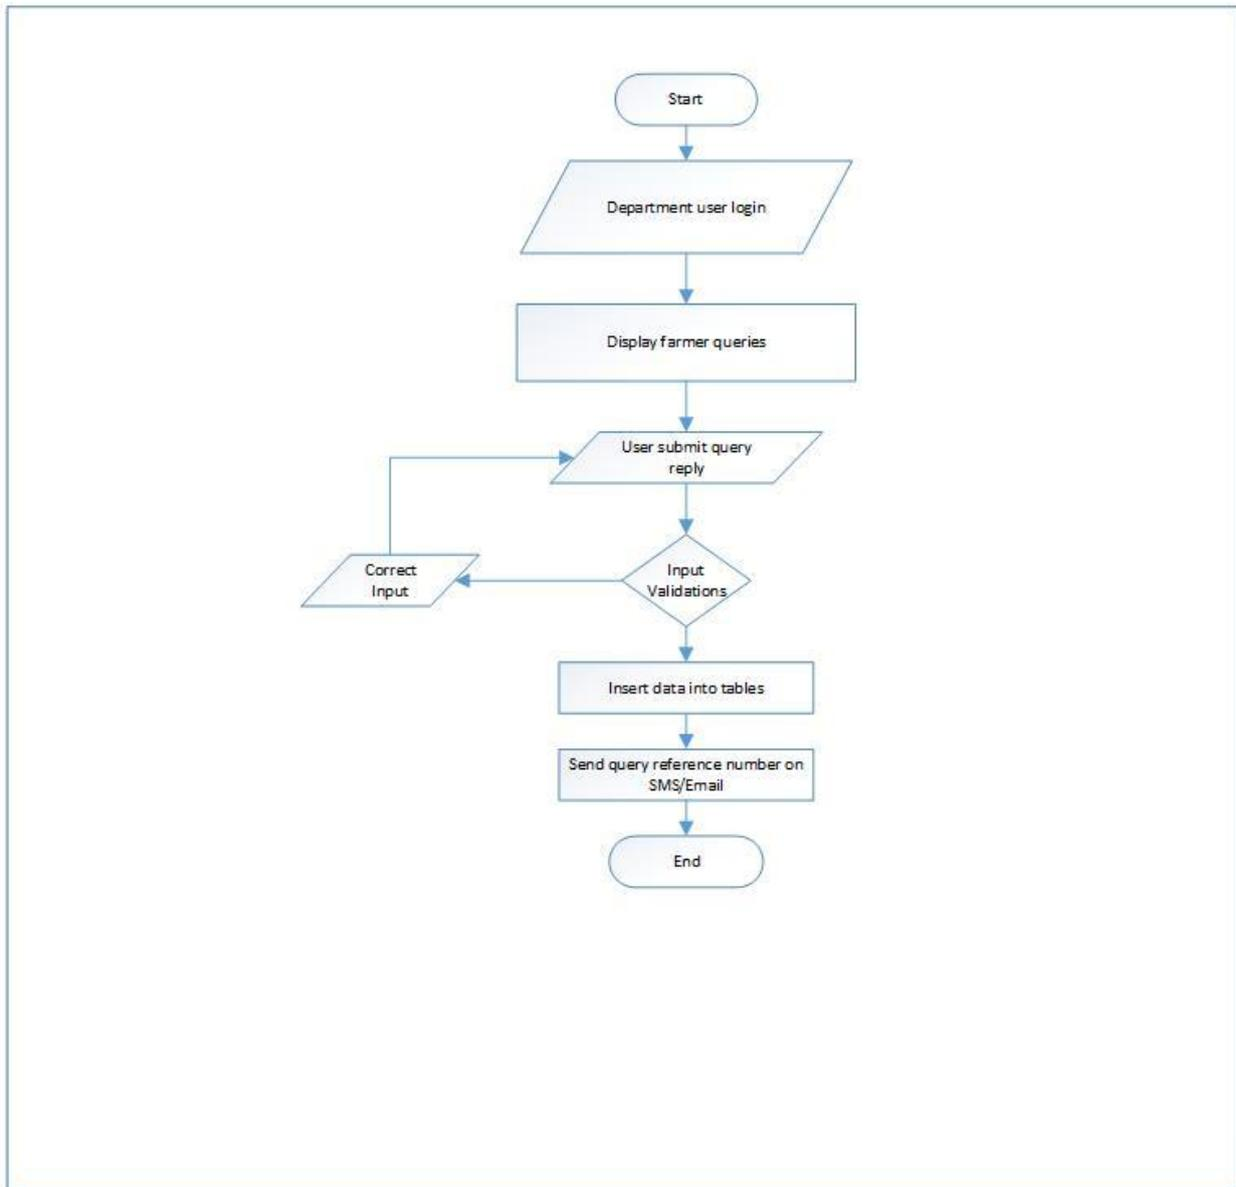 Start
Department user login
Display farmer queries
User submit query
reply
Correct
Input
Input
Validations
Insert data into tables
Send query reference number on
SMS/Email
End